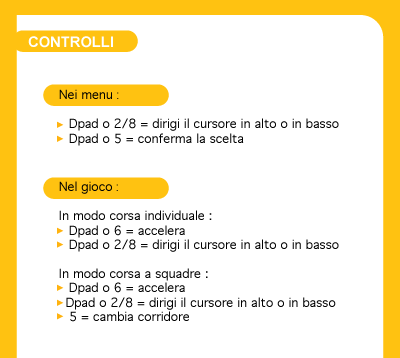 CONTROLLI
Nei menu :
Dpad o 2/8 = dirigi il cursore in alto o in basso
Dpad o 5 = conferma la scelta
Nel gioco :
In modo corsa individuale :
Dpad o 6 = accelera
Dpad o 2/8 = dirigi il cursore in alto o in basso
In modo corsa a squadre :
Dpad o 6 = accelera
Dpad o 2/8 = dirigi il cursore in alto o in basso
5 = cambia corridore